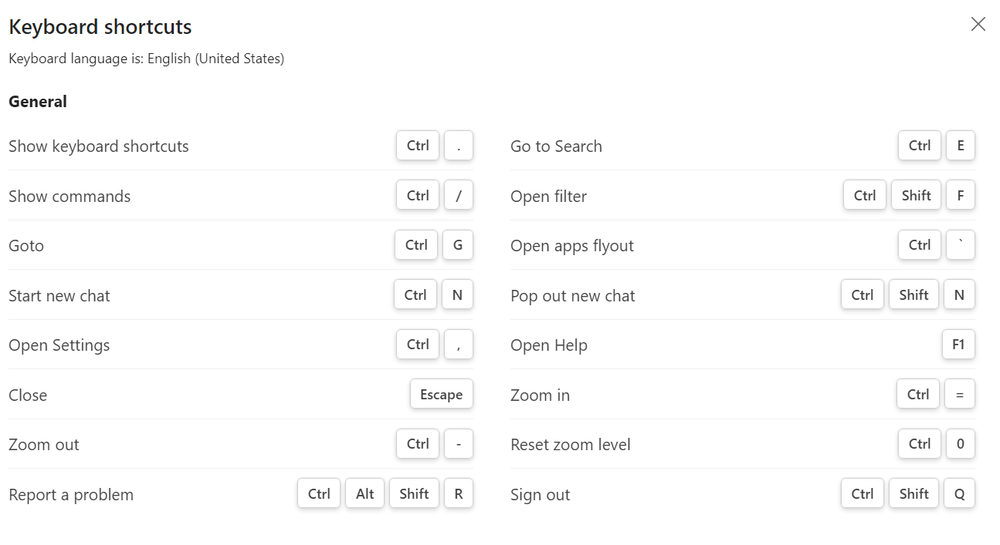 Keyboard shortcuts
Keyboard language is: English (United States)
General
Show keyboard shortcuts Ctrl .
Go to Search Ctrl E
Show commands Ctrl /
Open filter Ctrl Shift F
Goto Ctrl G
Open apps flyout Ctrl `
Start new chat Ctrl N
Pop out new chat Ctrl Shift N
Open Settings Ctrl ,
Open Help F1
Close Escape
Zoom in Ctrl =
Zoom out Ctrl -
Reset zoom level Ctrl 0
Report a problem Ctrl Alt Shift R
Sign out Ctrl Shift Q